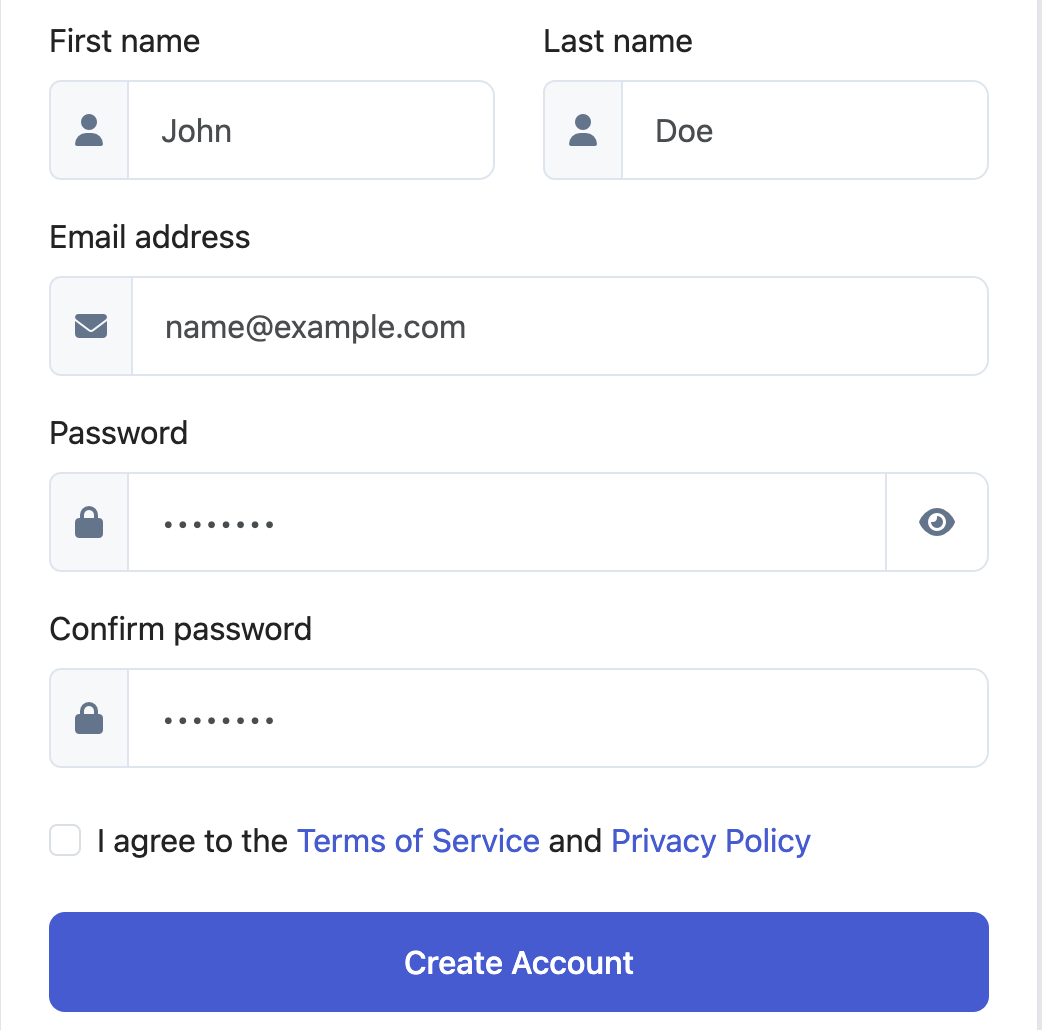 First name
Last name
John
Doe
Email address
name@example.com
Password
••••••••
Confirm password
••••••••
I agree to the Terms of Service and Privacy Policy
Create Account